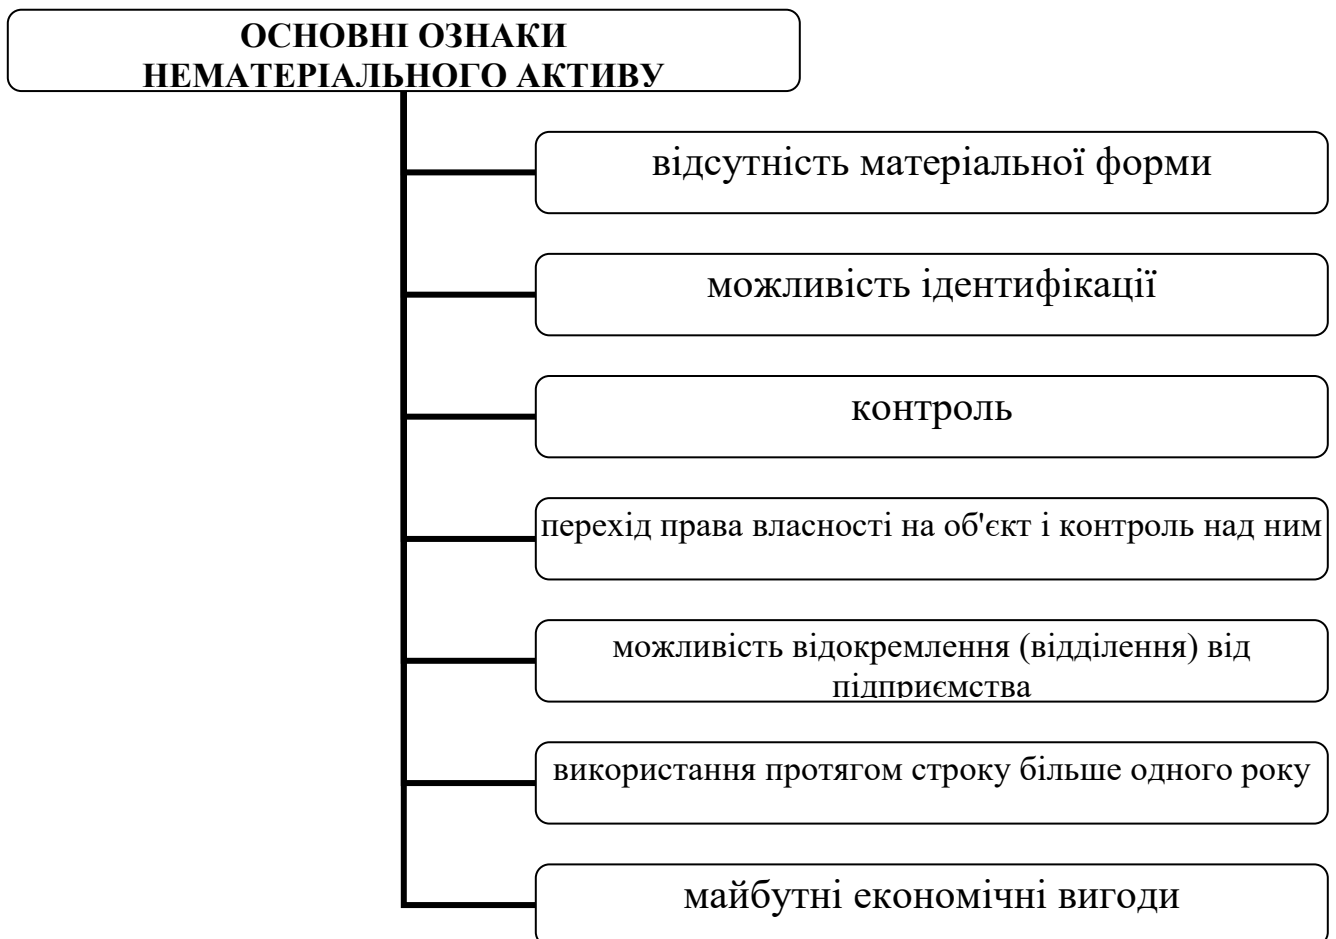 ОСНОВНІ ОЗНАКИ
НЕМАТЕРІАЛЬНОГО АКТИВУ
відсутність матеріальної форми
можливість ідентифікації
контроль
перехід права власності на об'єкт і контроль над ним
можливість відокремлення (відділення) від
підприємства
використання протягом строку більше одного року
майбутні економічні вигоди